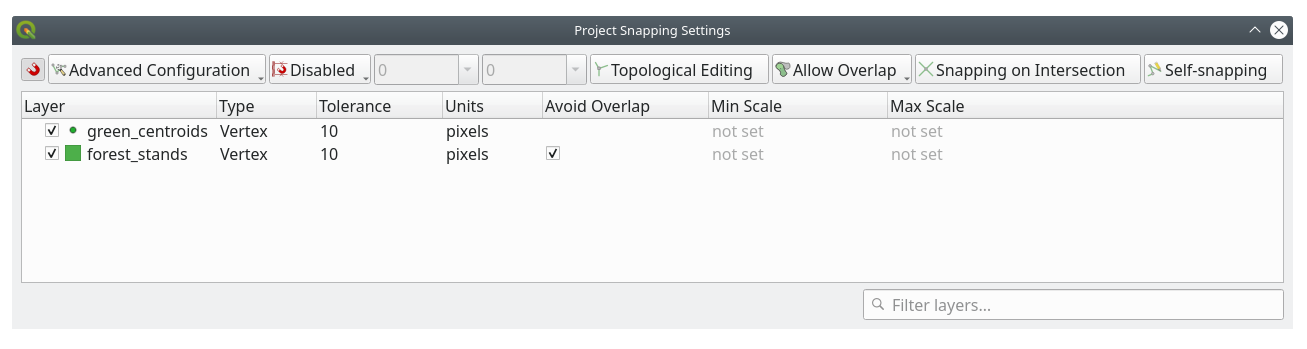 Project Snapping Settings
Advanced Configuration Disabled 0 0 Topological Editing Allow Overlap Snapping on Intersection Self-snapping
Layer Type Tolerance Units Avoid Overlap Min Scale Max Scale
green_centroids Vertex 10 pixels not set not set
forest_stands Vertex 10 pixels not set not set
Filter layers...